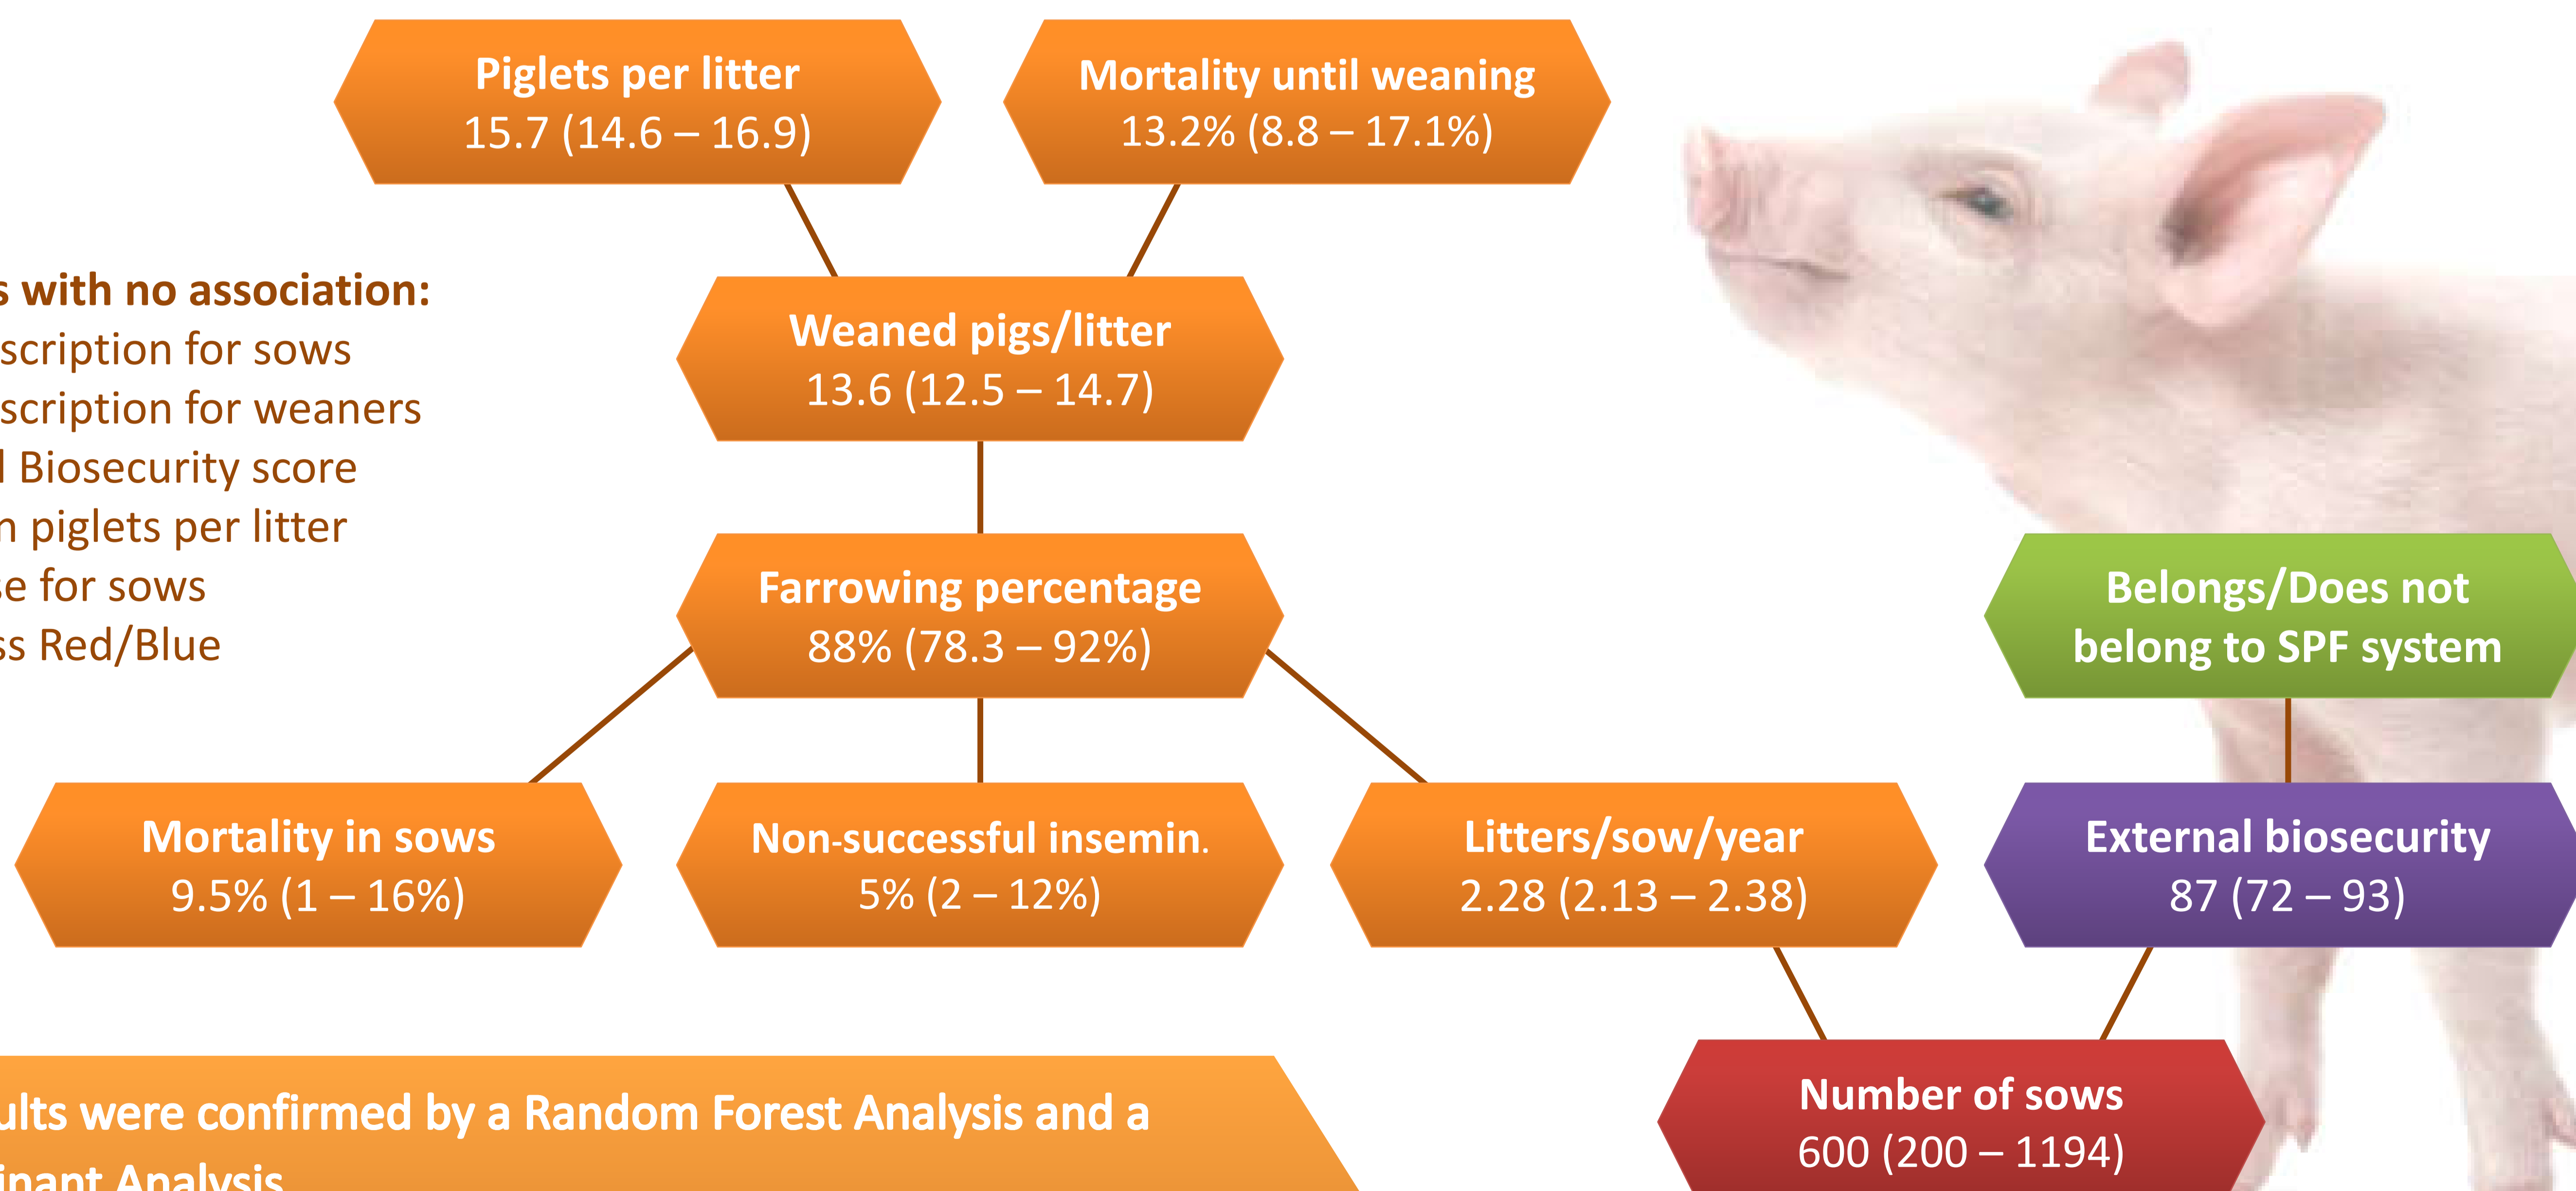 Piglets per litter
15.7 (14.6 – 16.9)
Mortality until weaning
13.2% (8.8 – 17.1%)
with no association:
scription for sows
scription for weaners
Biosecurity score
piglets per litter
for sows
Red/Blue
Weaned pigs/litter
13.6 (12.5 – 14.7)
Farrowing percentage
88% (78.3 – 92%)
Belongs/Does not
belong to SPF system
Mortality in sows
9.5% (1 – 16%)
Non-successful insemin.
5% (2 – 12%)
Litters/sow/year
2.28 (2.13 – 2.38)
External biosecurity
87 (72 – 93)
Number of sows
600 (200 – 1194)
ults were confirmed by a Random Forest Analysis and a
inant Analysis